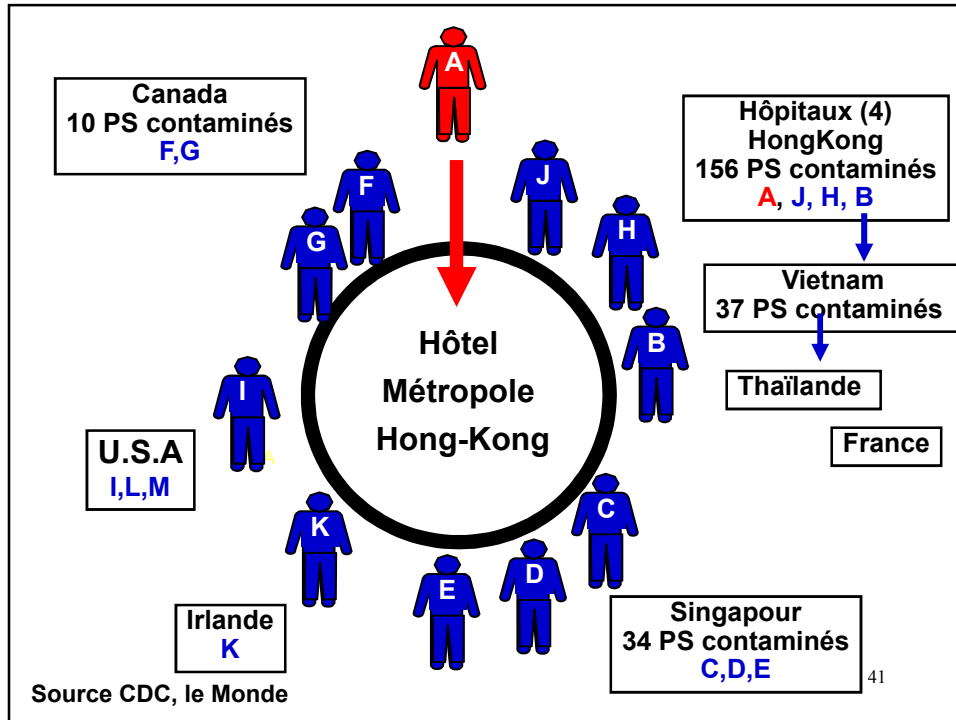 A
Canada
10 PS contaminés
F,G
Hôpitaux (4)
HongKong
156 PS contaminés
A, J, H, B
F
J
G
H
Vietnam
37 PS contaminés
B
Hôtel
Métropole
Hong-Kong
Thaïlande
I
A
France
U.S.A
I,L,M
K
C
E
D
Irlande
K
Singapour
34 PS contaminés
C,D,E
41
Source CDC, le Monde